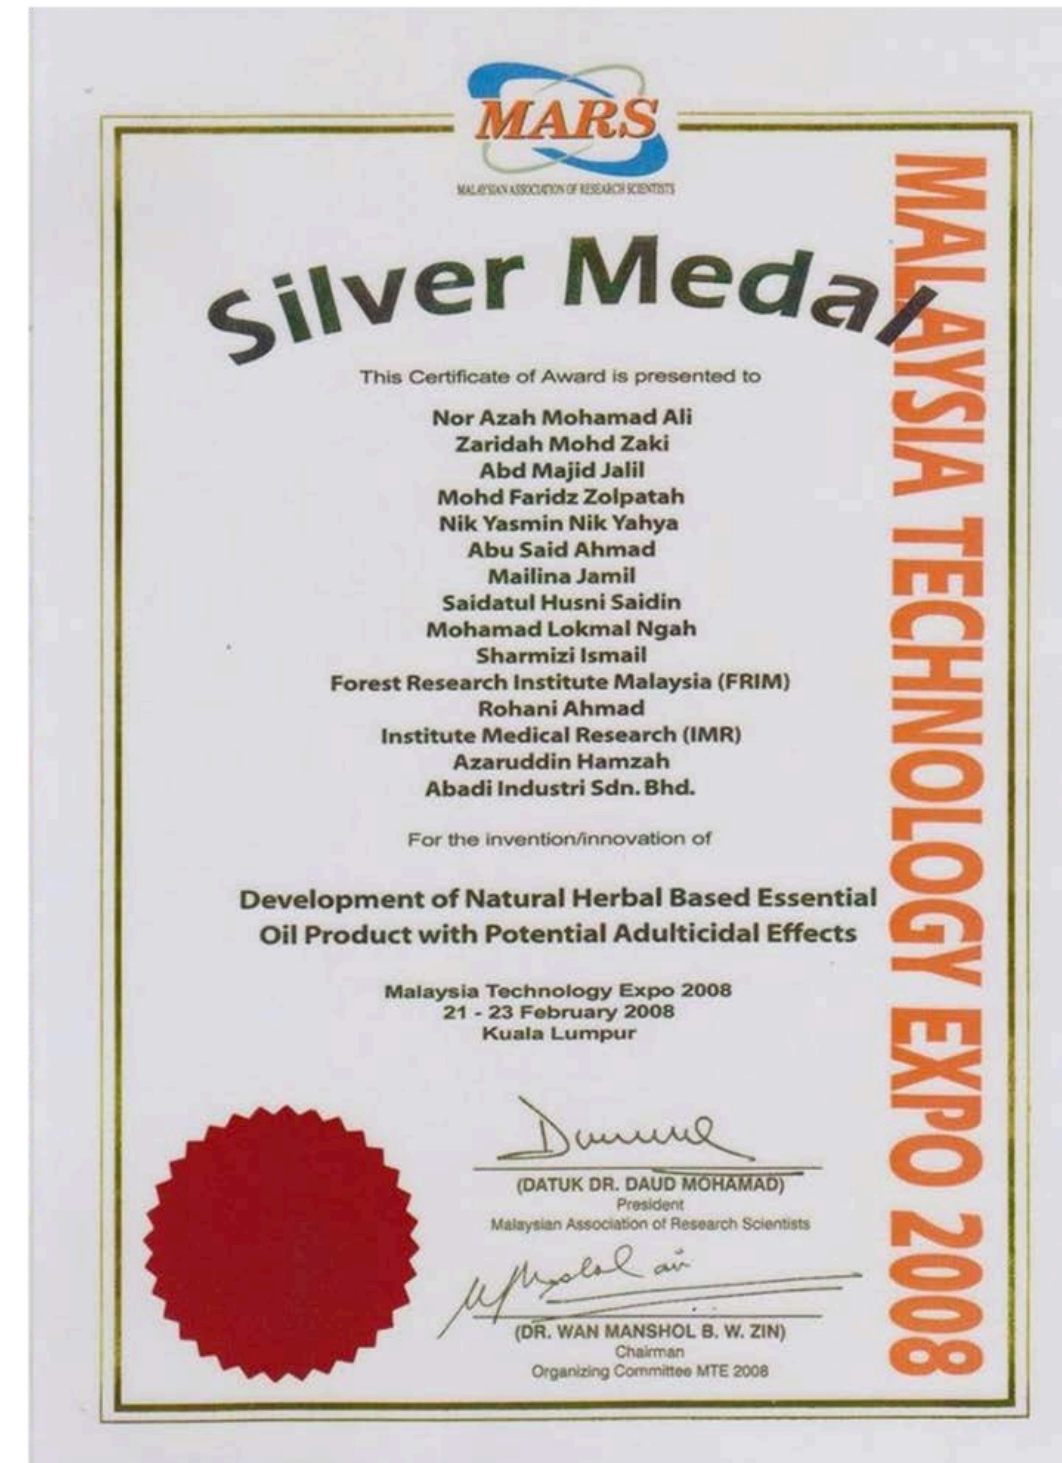 MARS
MALAYSIAN ASSOCIATION OF RESEARCH SCIENTISTS
Silver Medal
This Certificate of Award is presented to
Nor Azah Mohamad Ali
Zaridah Mohd Zaki
Abd Majid Jalil
Mohd Faridz Zolpatah
Nik Yasmin Nik Yahya
Abu Said Ahmad
Mailina Jamil
Saidatul Husni Saidin
Mohamad Lokmal Ngah
Sharmizi Ismail
Forest Research Institute Malaysia (FRIM)
Rohani Ahmad
Institute Medical Research (IMR)
Azaruddin Hamzah
Abadi Industri Sdn. Bhd.
For the invention/innovation of
Development of Natural Herbal Based Essential
Oil Product with Potential Adulticidal Effects
Malaysia Technology Expo 2008
21 - 23 February 2008
Kuala Lumpur
(DATUK DR. DAUD MOHAMAD)
President
Malaysian Association of Research Scientists
(DR. WAN MANSHOL B. W. ZIN)
Chairman
Organizing Committee MTE 2008
MALAYSIA TECHNOLOGY EXPO 2008